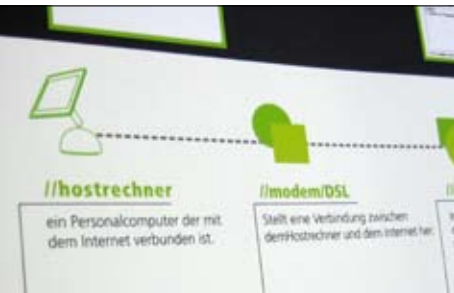 //hostrechner
ein Personalcomputer der mit
dem Internet verbunden ist.
//modem/DSL
Stellt eine Verbindung zwischen
demHostrechner und dem Internet her.